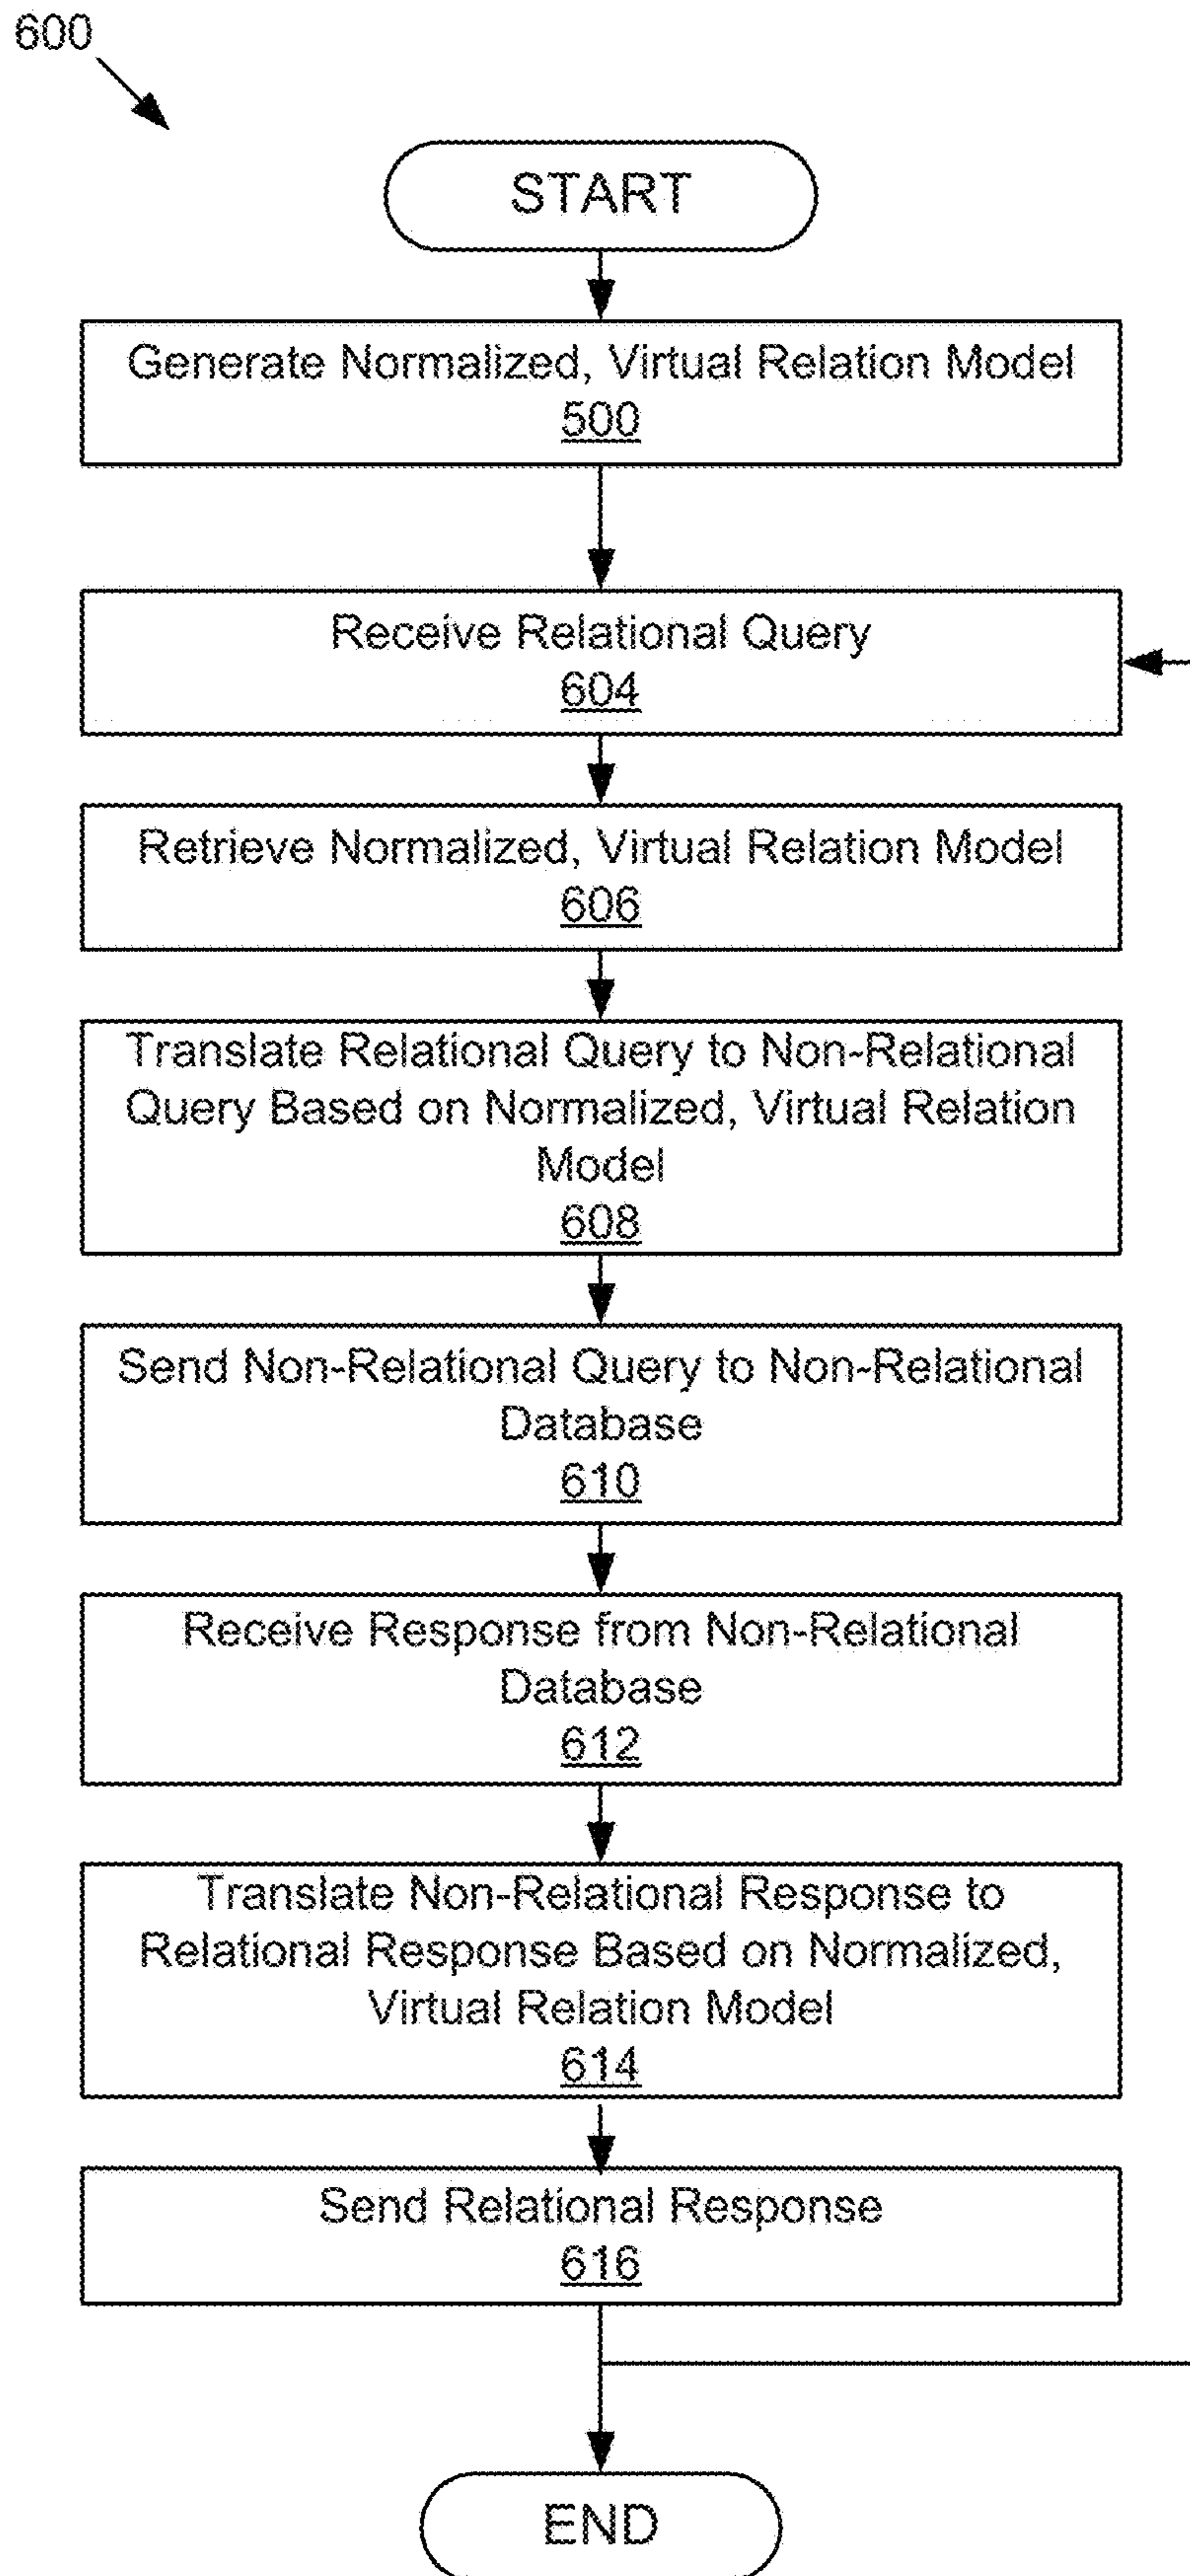 600
START
Generate Normalized, Virtual Relation Model
500
Receive Relational Query
604
Retrieve Normalized, Virtual Relation Model
606
Translate Relational Query to Non-Relational
Query Based on Normalized, Virtual Relation
Model
608
Send Non-Relational Query to Non-Relational
Database
610
Receive Response from Non-Relational
Database
612
Translate Non-Relational Response to
Relational Response Based on Normalized,
Virtual Relation Model
614
Send Relational Response
616
END